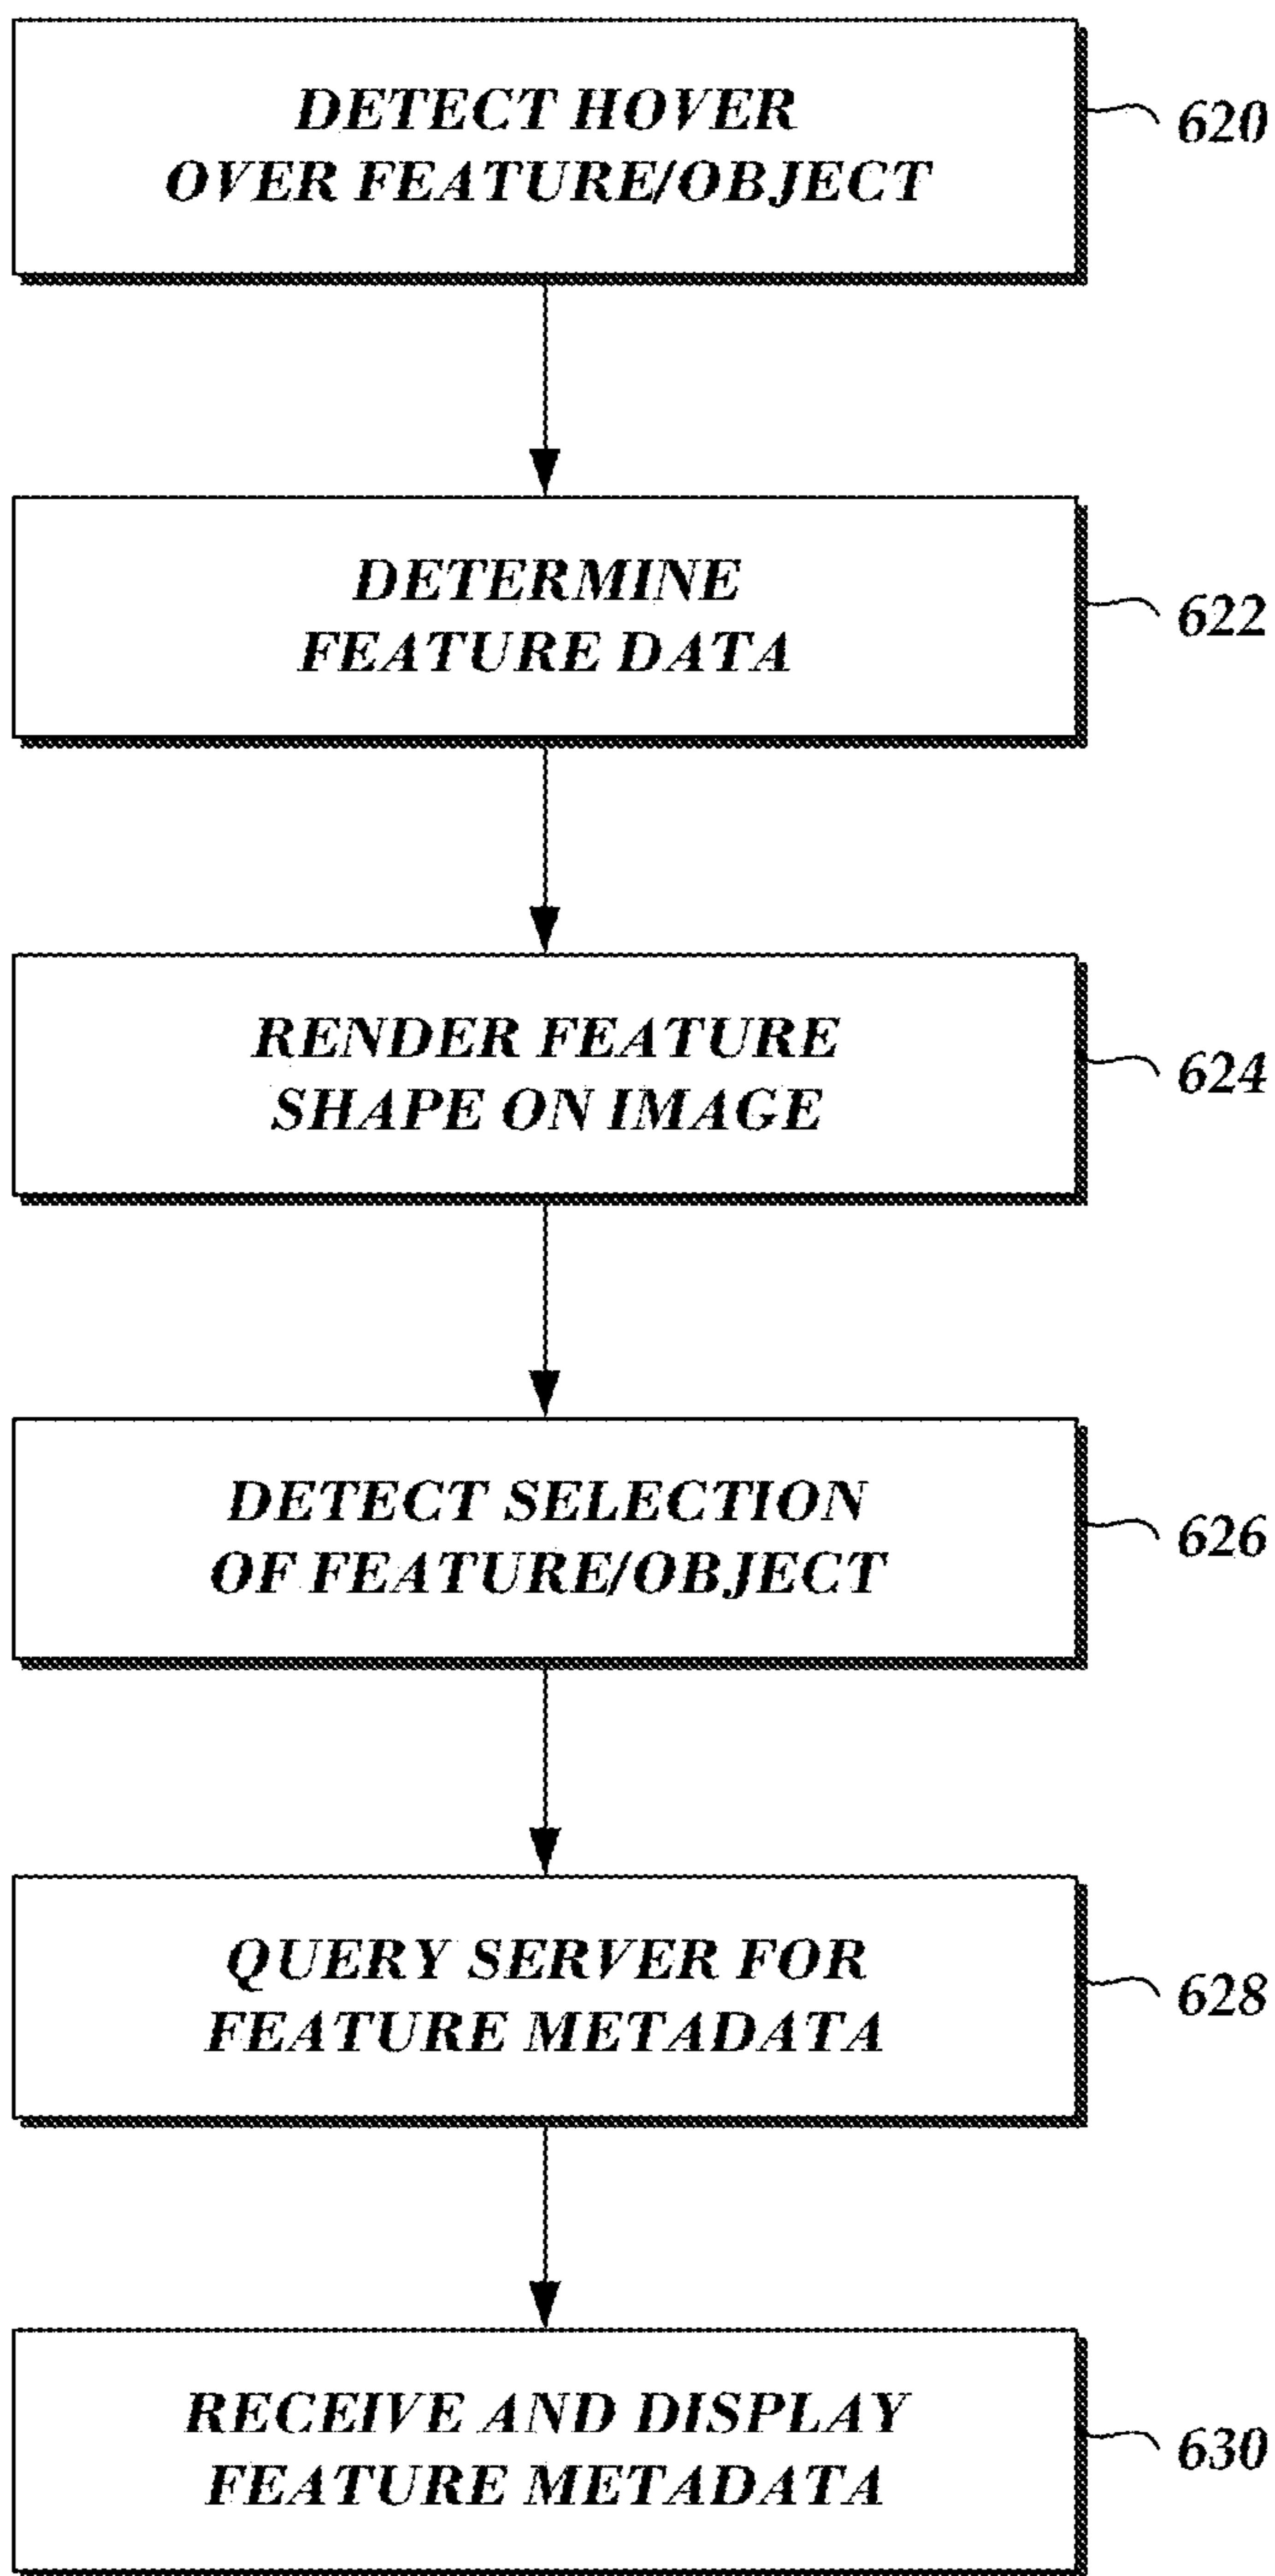 DETECT HOVER
OVER FEATURE/OBJECT
620
DETERMINE
FEATURE DATA
622
RENDER FEATURE
SHAPE ON IMAGE
624
DETECT SELECTION
OF FEATURE/OBJECT
626
QUERY SERVER FOR
FEATURE METADATA
628
RECEIVE AND DISPLAY
FEATURE METADATA
630